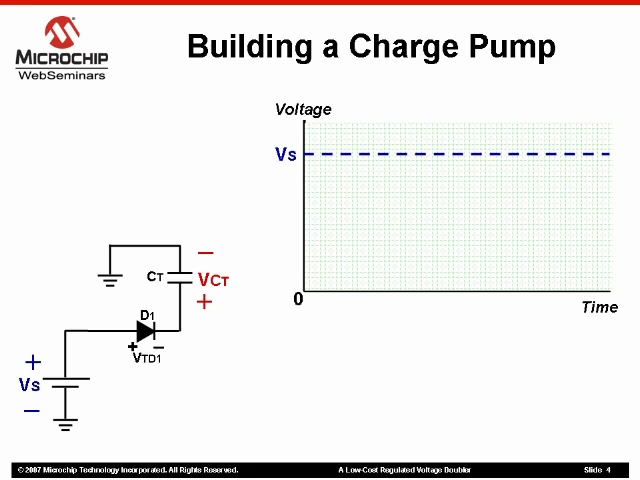 MICROCHIP
WebSeminars
Building a Charge Pump
Voltage
Vs
0
Time
CT
−
VCT
+
D1
+ −
VTD1
+
Vs
−
© 2007 Microchip Technology Incorporated. All Rights Reserved. A Low-Cost Regulated Voltage Doubler Slide 4